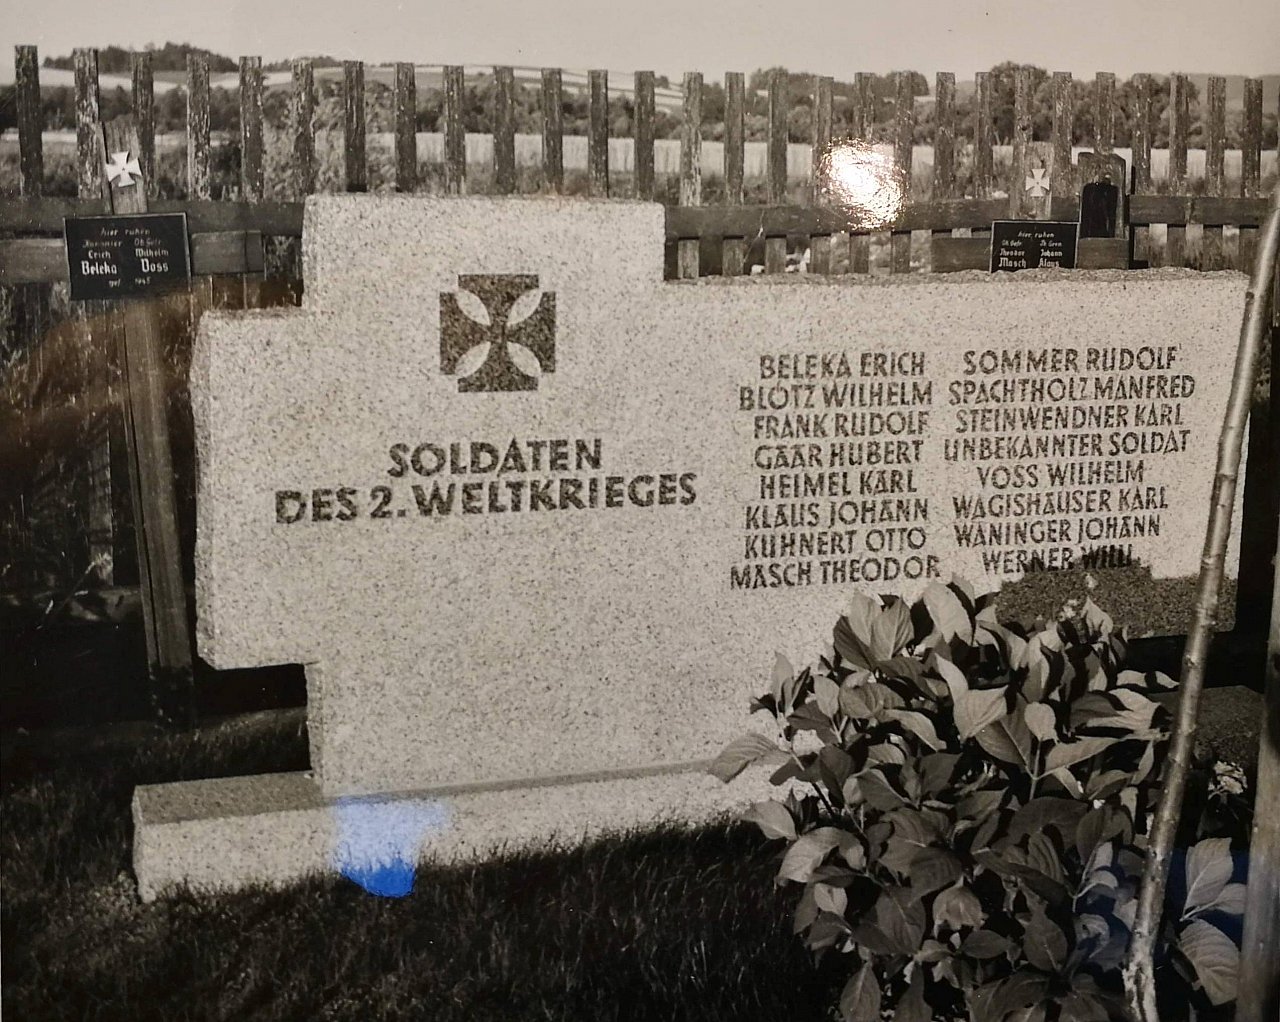 hier ruhen
Erich Wilhelm
Beleka Voss
gef. 1945
hier ruhen
Theodor Johann
Masch Klaus
SOLDATEN
DES 2. WELTKRIEGES
BELEKA ERICH
BLOTZ WILHELM
FRANK RUDOLF
GAAR HUBERT
HEIMEL KARL
KLAUS JOHANN
KUHNERT OTTO
MASCH THEODOR
SOMMER RUDOLF
SPACHTHOLZ MANFRED
STEINWENDNER KARL
UNBEKANNTER SOLDAT
VOSS WILHELM
WAGISHAUSER KARL
WANINGER JOHANN
WERNER WILLI